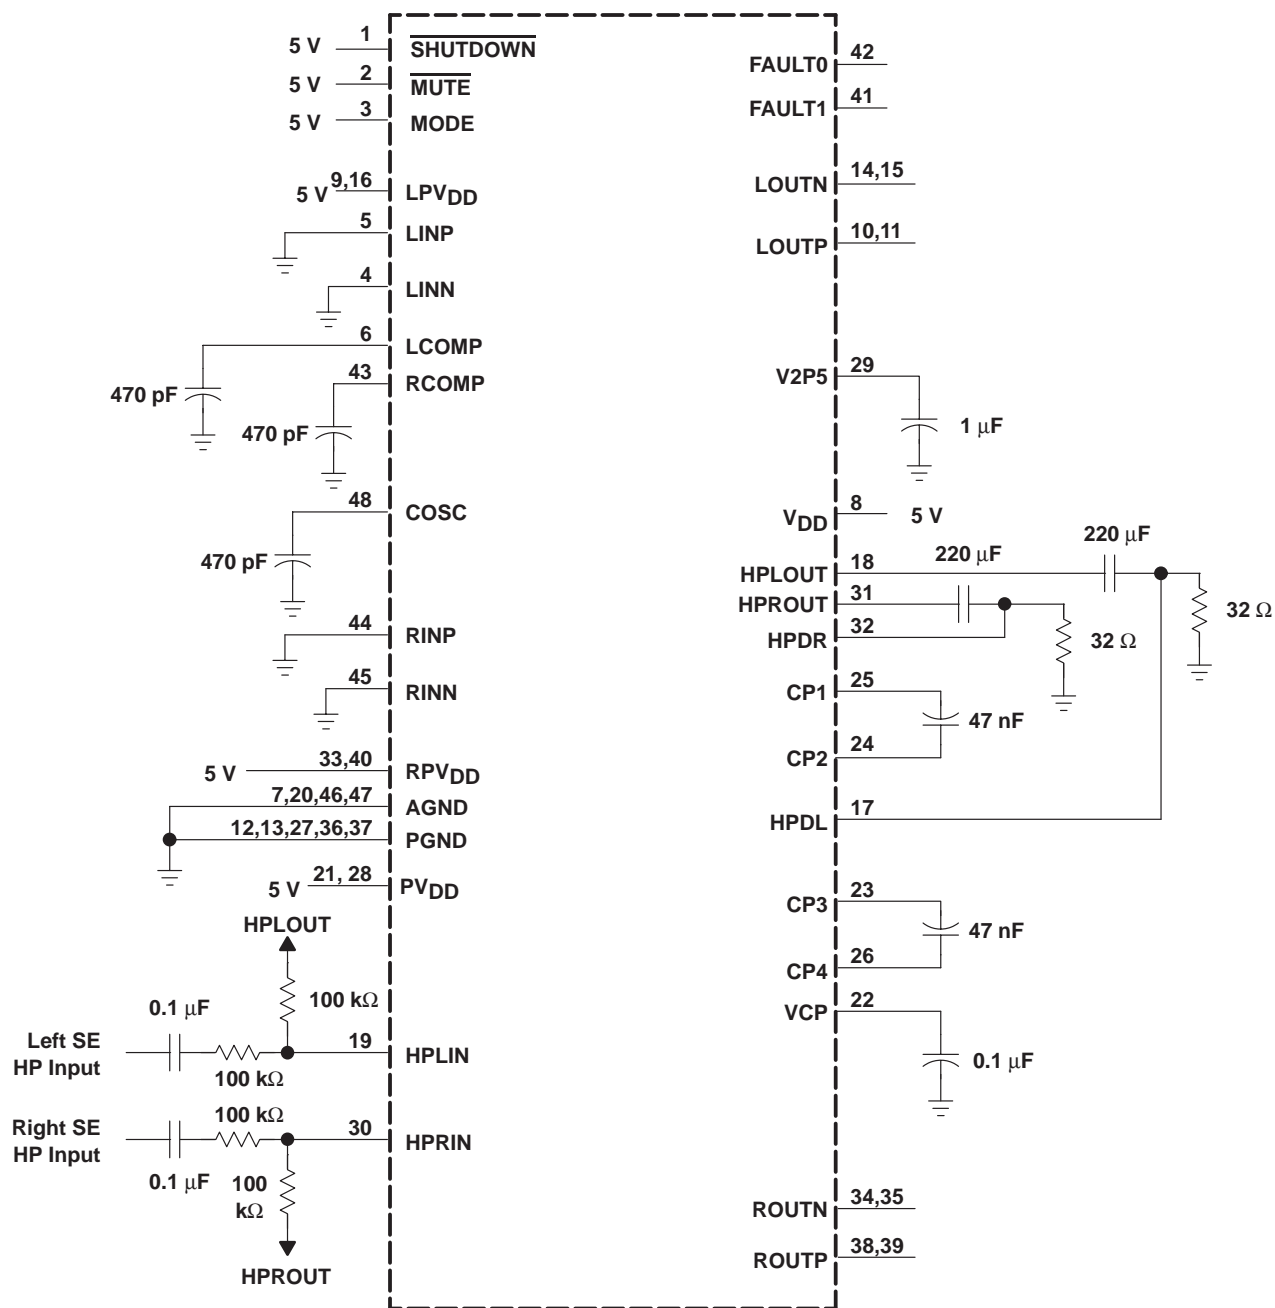 5 V
1
SHUTDOWN
5 V
2
MUTE
5 V
3
MODE
5 V
9,16
LPVDD
5
LINP
4
LINN
6
LCOMP
470 pF
43
RCOMP
470 pF
48
COSC
470 pF
44
RINP
45
RINN
5 V
33,40
RPVDD
7,20,46,47
AGND
12,13,27,36,37
PGND
5 V
21, 28
PVDD
HPLOUT
100 kΩ
0.1 μF
Left SE
HP Input
100 kΩ
19
HPLIN
Right SE
HP Input
100 kΩ
0.1 μF
30
HPRIN
100
kΩ
HPROUT
FAULT0
42
FAULT1
41
LOUTN
14,15
LOUTP
10,11
V2P5
29
1 μF
VDD
8
5 V
HPLOUT
18
220 μF
32 Ω
HPROUT
31
220 μF
32 Ω
HPDR
32
CP1
25
47 nF
CP2
24
HPDL
17
CP3
23
47 nF
CP4
26
VCP
22
0.1 μF
ROUTN
34,35
ROUTP
38,39